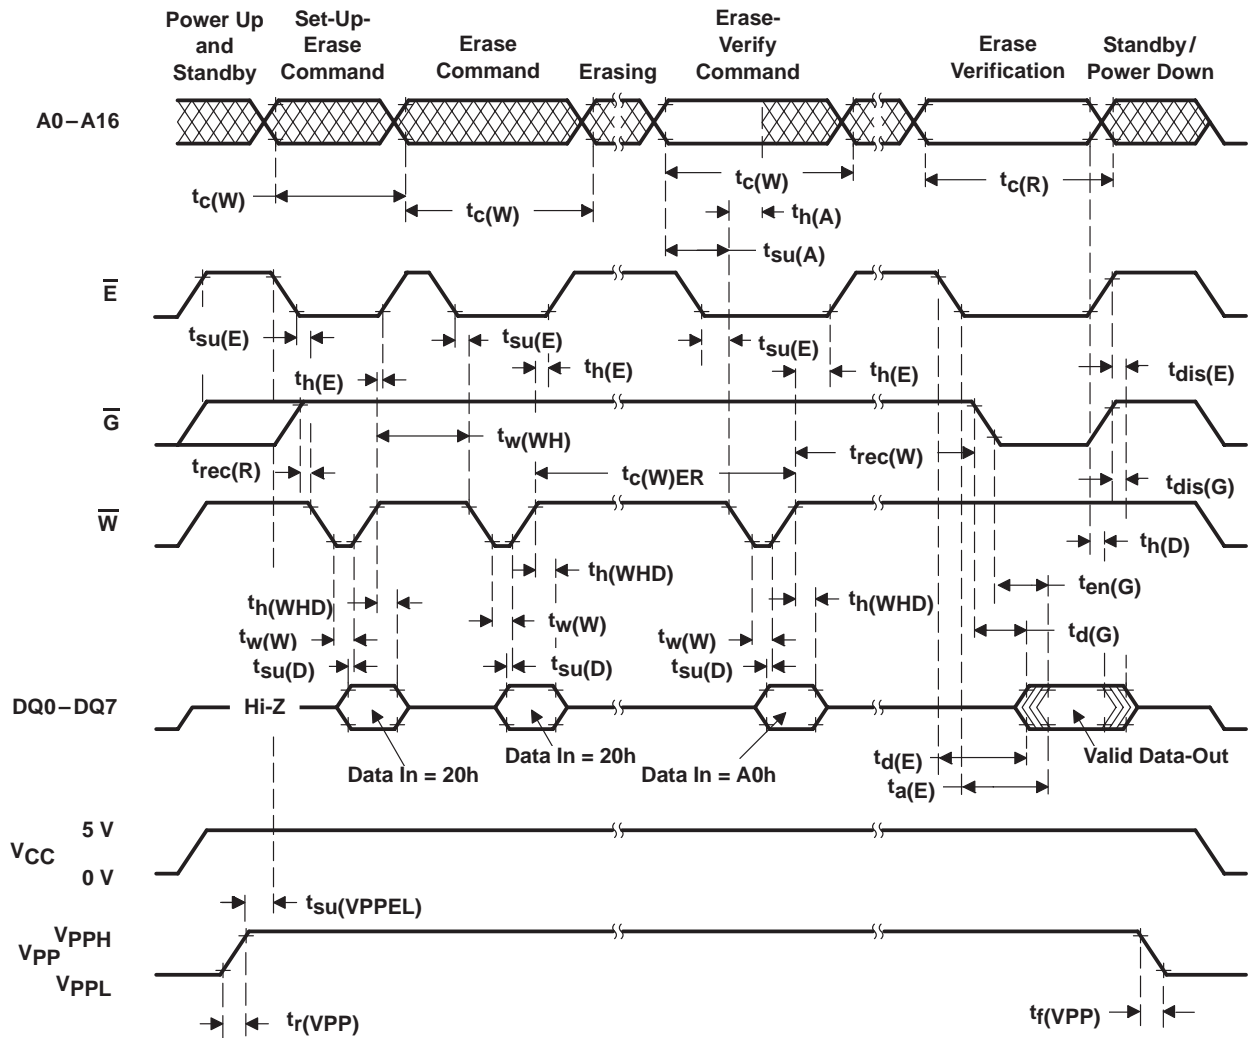 Power Up
and
Standby
Set-Up-
Erase
Command
Erase
Command
Erasing
Erase-
Verify
Command
Erase
Verification
Standby/
Power Down
A0–A16
tc(W)
tc(W)
tc(W)
tc(R)
th(A)
tsu(A)
E
tsu(E)
tsu(E)
tsu(E)
th(E)
th(E)
th(E)
tdis(E)
G
tw(WH)
trec(R)
tc(W)ER
trec(W)
tdis(G)
W
th(D)
th(WHD)
th(WHD)
th(WHD)
ten(G)
tw(W)
tw(W)
tw(W)
td(G)
tsu(D)
tsu(D)
tsu(D)
DQ0–DQ7
Hi-Z
Data In = 20h
Data In = 20h
Data In = A0h
Valid Data-Out
td(E)
ta(E)
5 V
VCC
0 V
tsu(VPPEL)
VPPH
VPP
VPPL
tr(VPP)
tf(VPP)